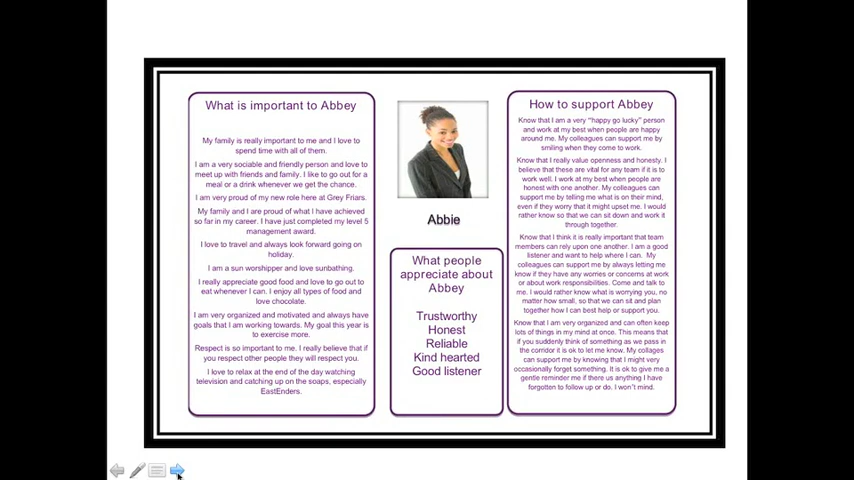 What is important to Abbey
My family is really important to me and I love to
spend time with all of them.
I am a very sociable and friendly person and love to
meet up with friends and family. I like to go out for a
meal or a drink whenever we get the chance.
I am very proud of my new role here at Grey Friars.
My family and I are proud of what I have achieved
so far in my career. I have just completed my level 5
management award.
I love to travel and always look forward going on
holiday.
I am a sun worshipper and love sunbathing.
I really appreciate good food and love to go out to
eat whenever I can. I enjoy all types of food and
love chocolate.
I am very organized and motivated and always have
goals that I am working towards. My goal this year is
to exercise more.
Respect is so important to me. I really believe that if
you respect other people they will respect you.
I love to relax at the end of the day watching
television and catching up on the soaps, especially
EastEnders.
Abbie
What people
appreciate about
Abbey
Trustworthy
Honest
Reliable
Kind hearted
Good listener
How to support Abbey
Know that I am a very "happy go lucky" person
and work at my best when people are happy
around me. My colleagues can support me by
smiling when they come to work.
Know that I really value openness and honesty. I
believe that these are vital for any team if it is to
work well. I work at my best when people are
honest with one another. My colleagues can
support me by telling me what is on their mind,
even if they worry that it might upset me. I would
rather know so that we can sit down and work it
through together.
Know that I think it is really important that team
members can rely upon one another. I am a good
listener and want to help where I can. My
colleagues can support me by always letting me
know if they have any worries or concerns at work
or about work responsibilities. Come and talk to
me. I would rather know what is worrying you, no
matter how small, so that we can sit and plan
together how I can best help or support you.
Know that I am very organized and can often keep
lots of things in my mind at once. This means that
if you suddenly think of something as we pass in
the corridor it is ok to let me know. My collages
can support me by knowing that I might very
occasionally forget something. It is ok to give me a
gentle reminder me if there us anything I have
forgotten to follow up or do. I won't mind.